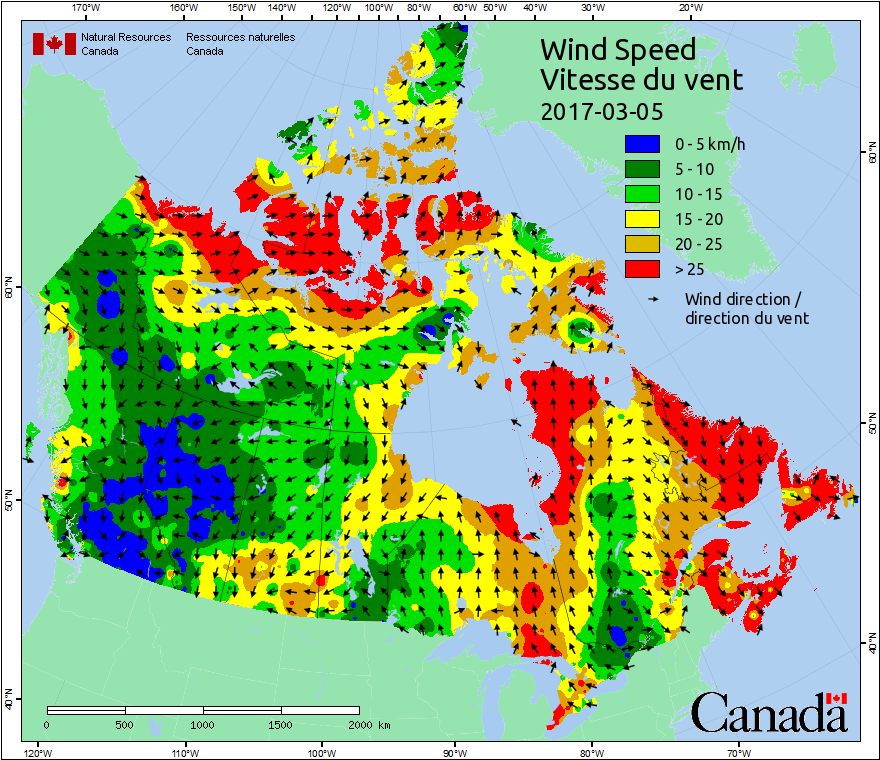 170°W 160°W 150°W 140°W 130°W 120°W 110°W 100°W 90°W 80°W 60°W 50°W 40°W 30°W 20°W
Natural Resources Ressources naturelles
Canada Canada
Wind Speed
Vitesse du vent
2017-03-05
0 - 5 km/h
5 - 10
10 - 15
15 - 20
20 - 25
> 25
Wind direction /
direction du vent
60°N
50°N
40°N
60°N
50°N
40°N
0 500 1000 1500 2000 km
Canada
120°W 110°W 100°W 90°W 80°W 70°W